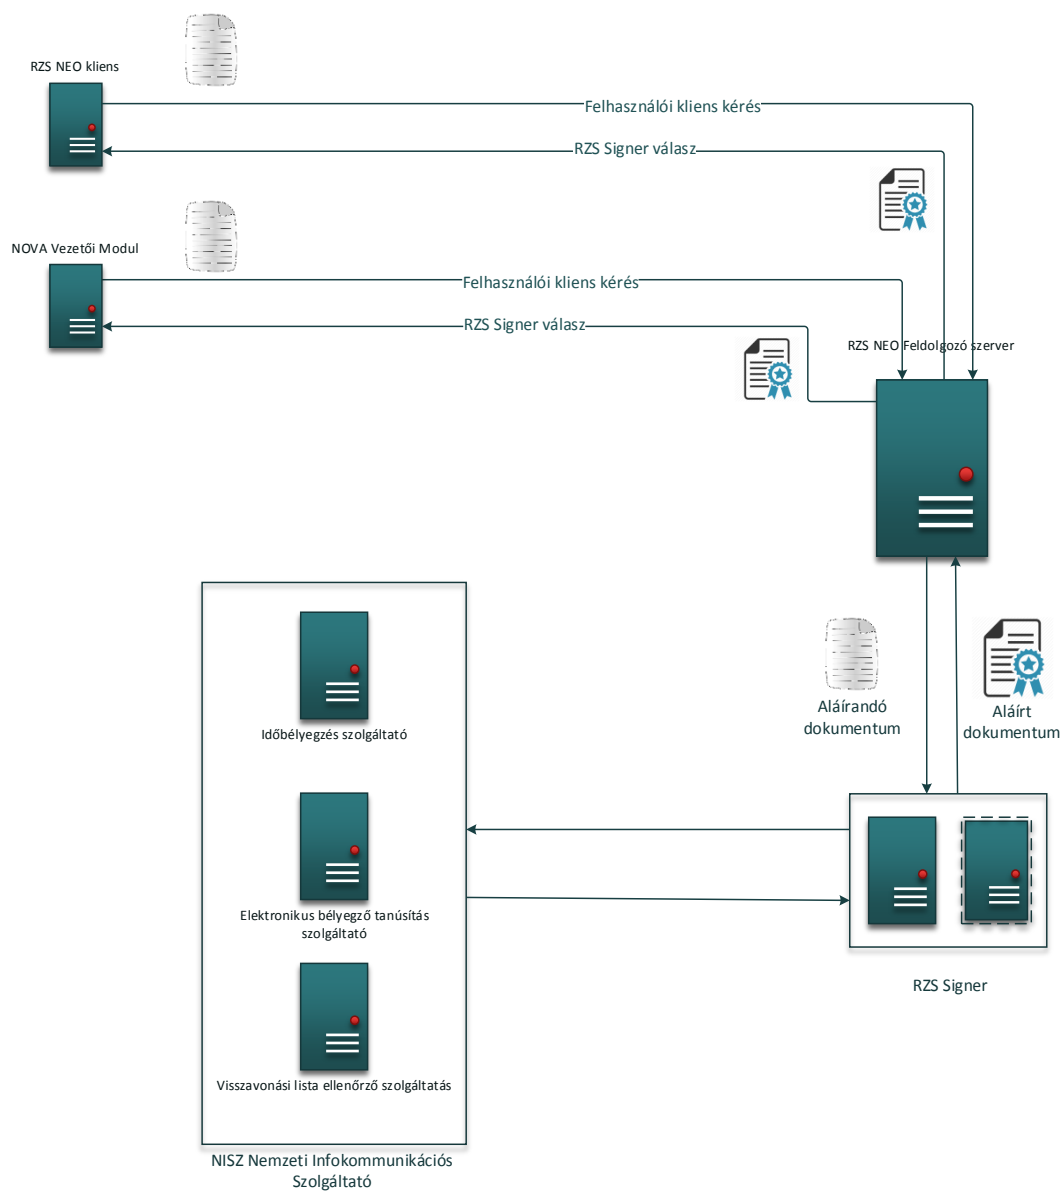 RZS NEO kliens
Felhasználói kliens kérés
RZS Signer válasz
NOVA Vezetői Modul
Felhasználói kliens kérés
RZS Signer válasz
RZS NEO Feldolgozó szerver
Aláírandó
dokumentum
Aláírt
dokumentum
Időbélyegzés szolgáltató
Elektronikus bélyegző tanúsítás
szolgáltató
RZS Signer
Visszavonási lista ellenőrző szolgáltatás
NISZ Nemzeti Infokommunikációs
Szolgáltató